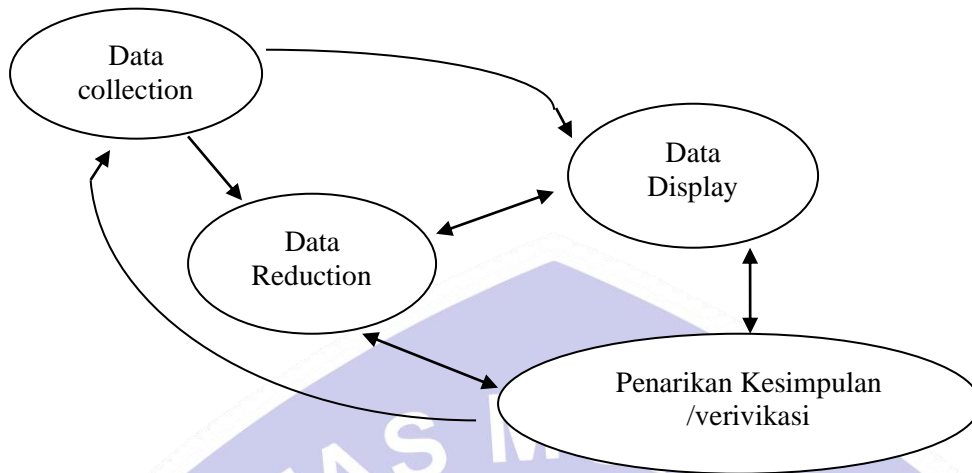 Data
collection
Data
Display
Data
Reduction
Penarikan Kesimpulan
/verivikasi